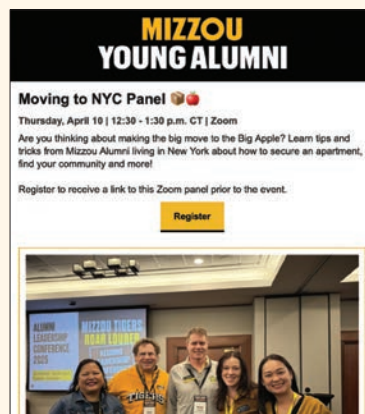 MIZZOU
YOUNG ALUMNI
Moving to NYC Panel 📦🍎
Thursday, April 10 | 12:30 - 1:30 p.m. CT | Zoom
Are you thinking about making the big move to the Big Apple? Learn tips and
tricks from Mizzou Alumni living in New York about how to secure an apartment,
find your community and more!
Register to receive a link to this Zoom panel prior to the event.
Register
ALUMNI
LEADERSHIP
CONFERENCE
2025
MIZZOU TIGERS
ROAR LOUDER
TIGERS